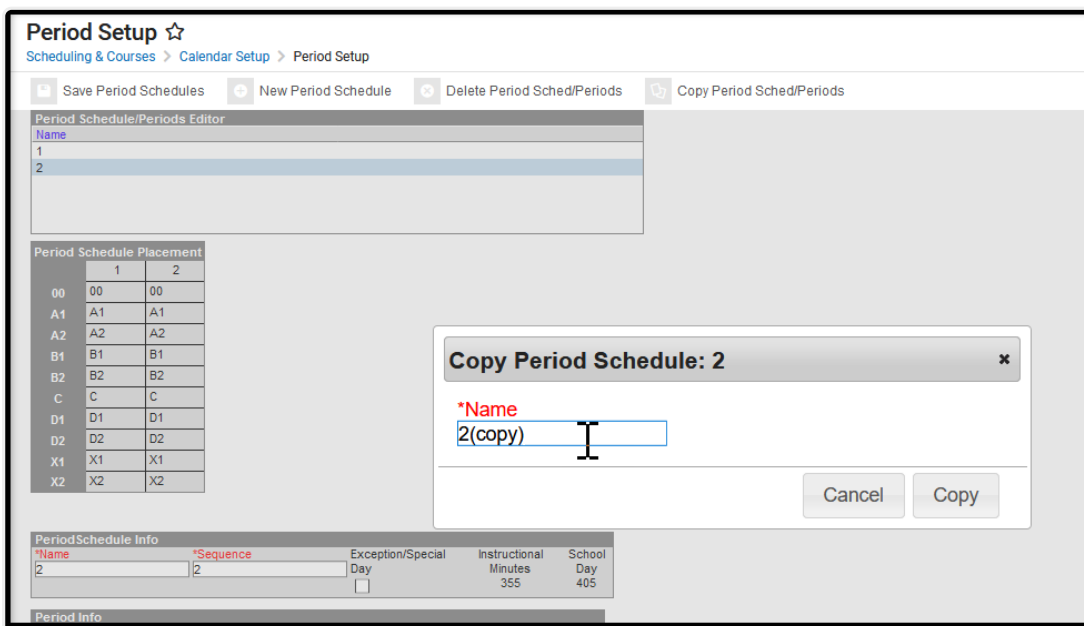 Period Setup ☆
Scheduling & Courses > Calendar Setup > Period Setup
Save Period Schedules New Period Schedule Delete Period Sched/Periods Copy Period Sched/Periods
Period Schedule/Periods Editor
Name
1
2
Period Schedule Placement
1 2
00 00 00
A1 A1 A1
A2 A2 A2
B1 B1 B1
B2 B2 B2
C C C
D1 D1 D1
D2 D2 D2
X1 X1 X1
X2 X2 X2
Copy Period Schedule: 2 ×
*Name
2(copy)
Cancel Copy
PeriodSchedule Info
*Name *Sequence Exception/Special Instructional School
Day Minutes Day
2 2 355 405
Period Info